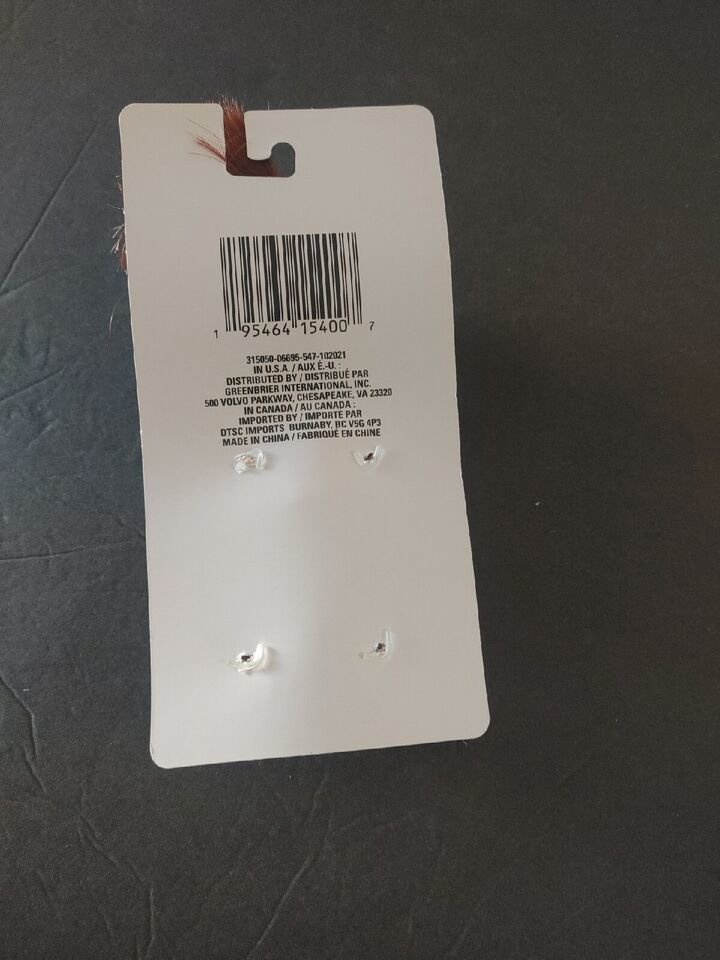 1 95464 15400 7
315050-06695-547-102021
IN U.S.A. / AUX É.-U. :
DISTRIBUTED BY / DISTRIBUÉ PAR
GREENBRIER INTERNATIONAL, INC.
500 VOLVO PARKWAY, CHESAPEAKE, VA 23320
IN CANADA / AU CANADA :
IMPORTED BY / IMPORTÉ PAR
DTSC IMPORTS BURNABY, BC V5G 4P3
MADE IN CHINA / FABRIQUÉ EN CHINE